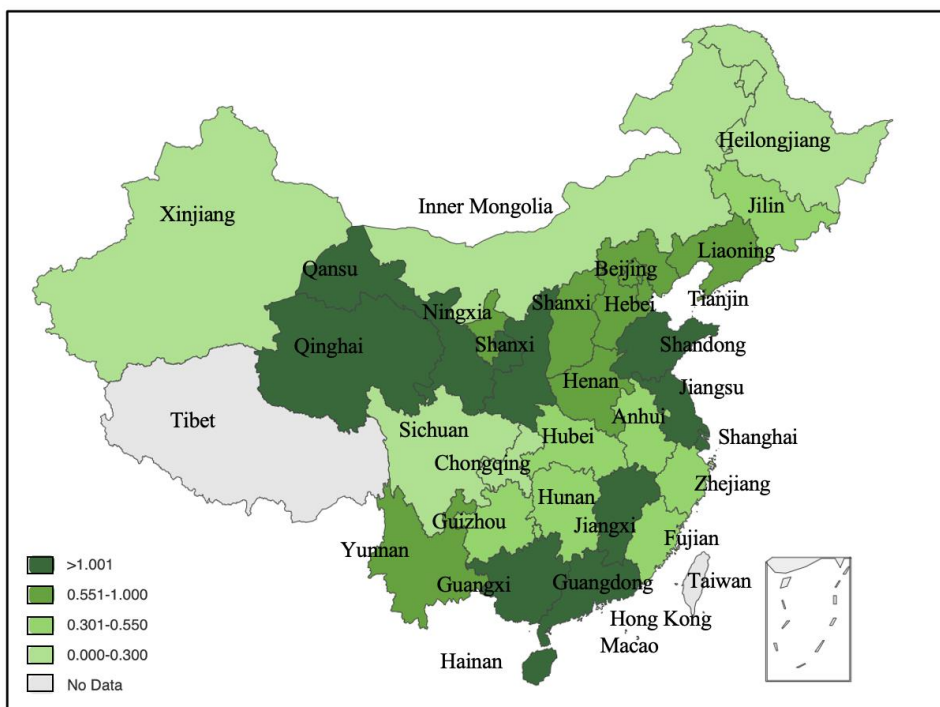 Heilongjiang
Jilin
Xinjiang
Inner Mongolia
Liaoning
Qansu
Beijing
Tianjin
Ningxia
Shanxi
Hebei
Qinghai
Shanxi
Shandong
Henan
Jiangsu
Tibet
Anhui
Sichuan
Hubei
Shanghai
Chongqing
Zhejiang
Hunan
Guizhou
Jiangxi
Fujian
Yunnan
Guangxi
Guangdong
Taiwan
Hong Kong
Macao
Hainan
>1.001
0.551-1.000
0.301-0.550
0.000-0.300
No Data